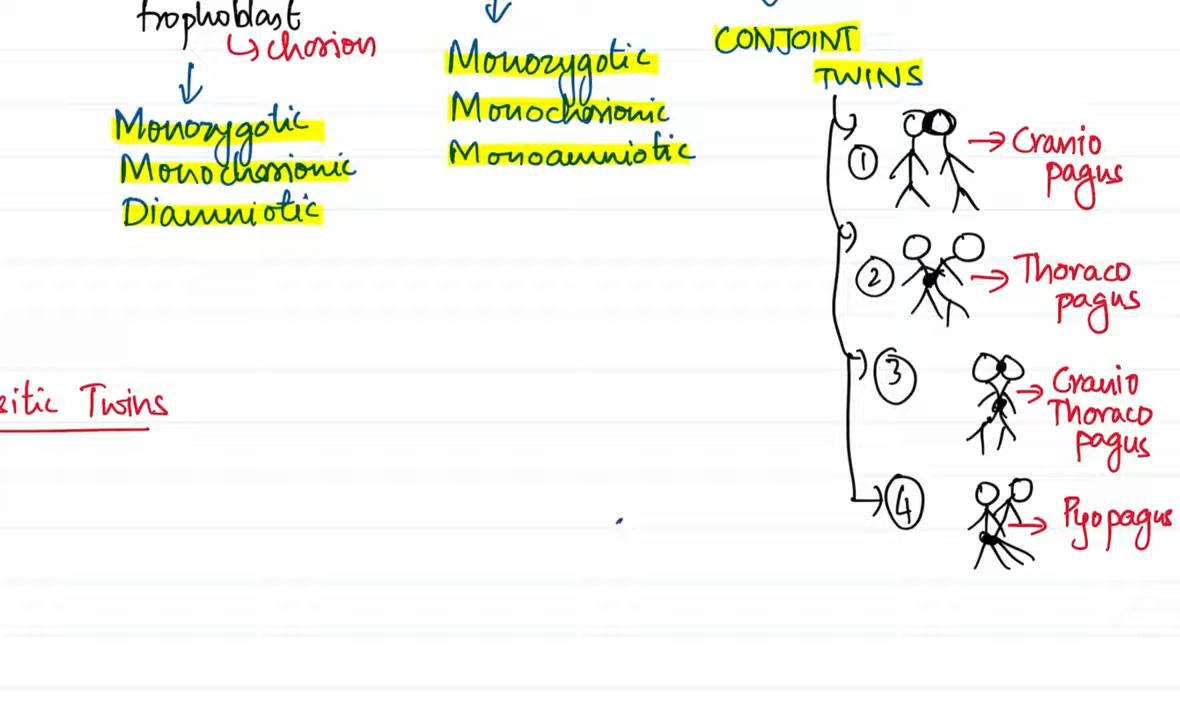 trophoblast
↳ chorion
Monozygotic
Monochorionic
Diamniotic
Monozygotic
Monochorionic
Monoamniotic
CONJOINT
TWINS
① → Cranio
pagus
② → Thoraco
pagus
③ → Cranio
Thoraco
pagus
④ → Pyopagus
sitic Twins